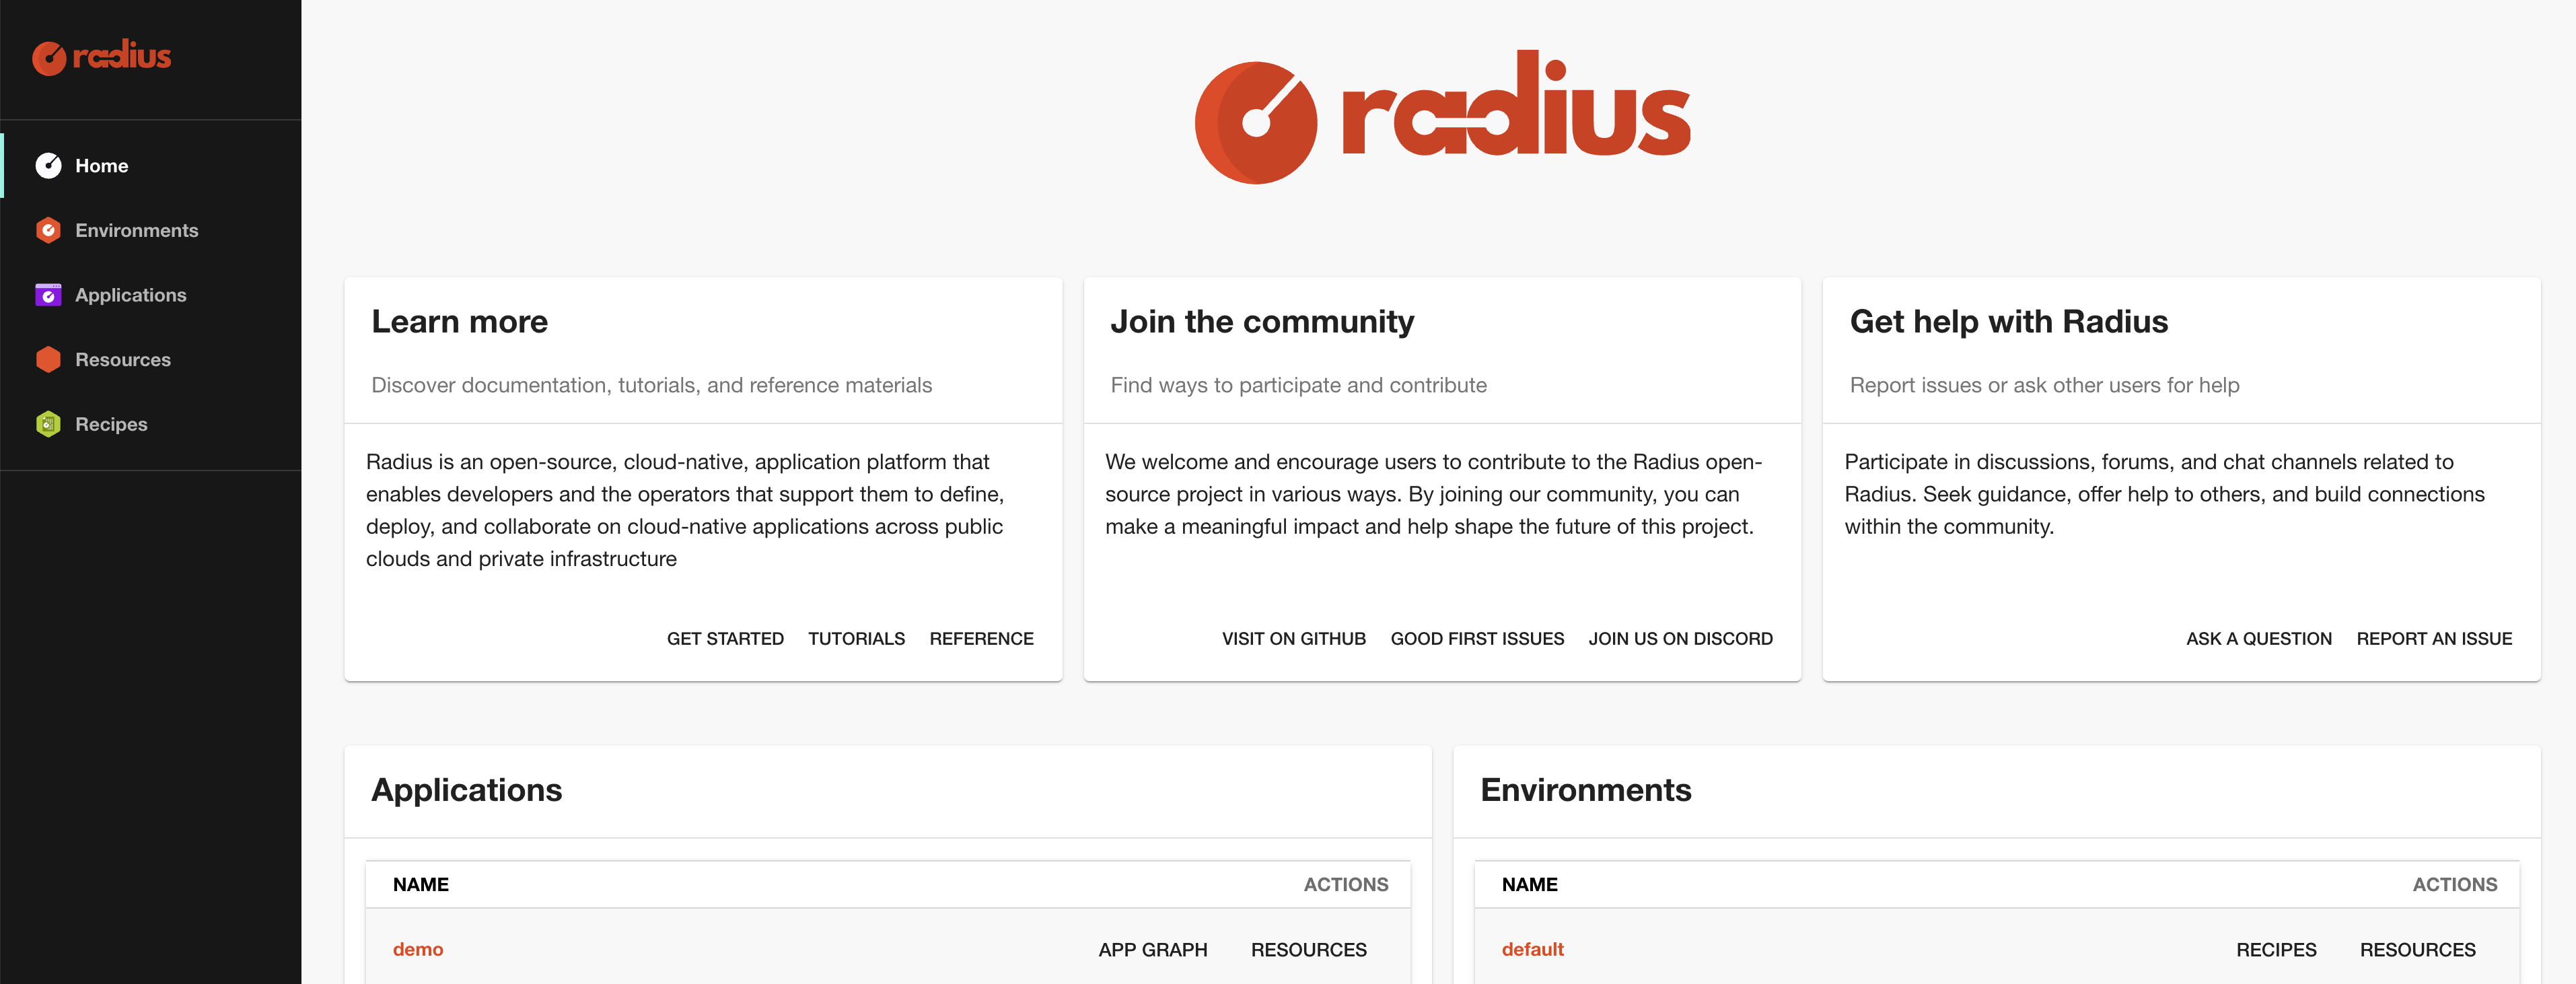 radius
Home
Environments
Applications
Resources
Recipes
radius
Learn more
Discover documentation, tutorials, and reference materials
Radius is an open-source, cloud-native, application platform that
enables developers and the operators that support them to define,
deploy, and collaborate on cloud-native applications across public
clouds and private infrastructure
GET STARTED TUTORIALS REFERENCE
Join the community
Find ways to participate and contribute
We welcome and encourage users to contribute to the Radius open-
source project in various ways. By joining our community, you can
make a meaningful impact and help shape the future of this project.
VISIT ON GITHUB GOOD FIRST ISSUES JOIN US ON DISCORD
Get help with Radius
Report issues or ask other users for help
Participate in discussions, forums, and chat channels related to
Radius. Seek guidance, offer help to others, and build connections
within the community.
ASK A QUESTION REPORT AN ISSUE
Applications
NAME ACTIONS
demo APP GRAPH RESOURCES
Environments
NAME ACTIONS
default RECIPES RESOURCES